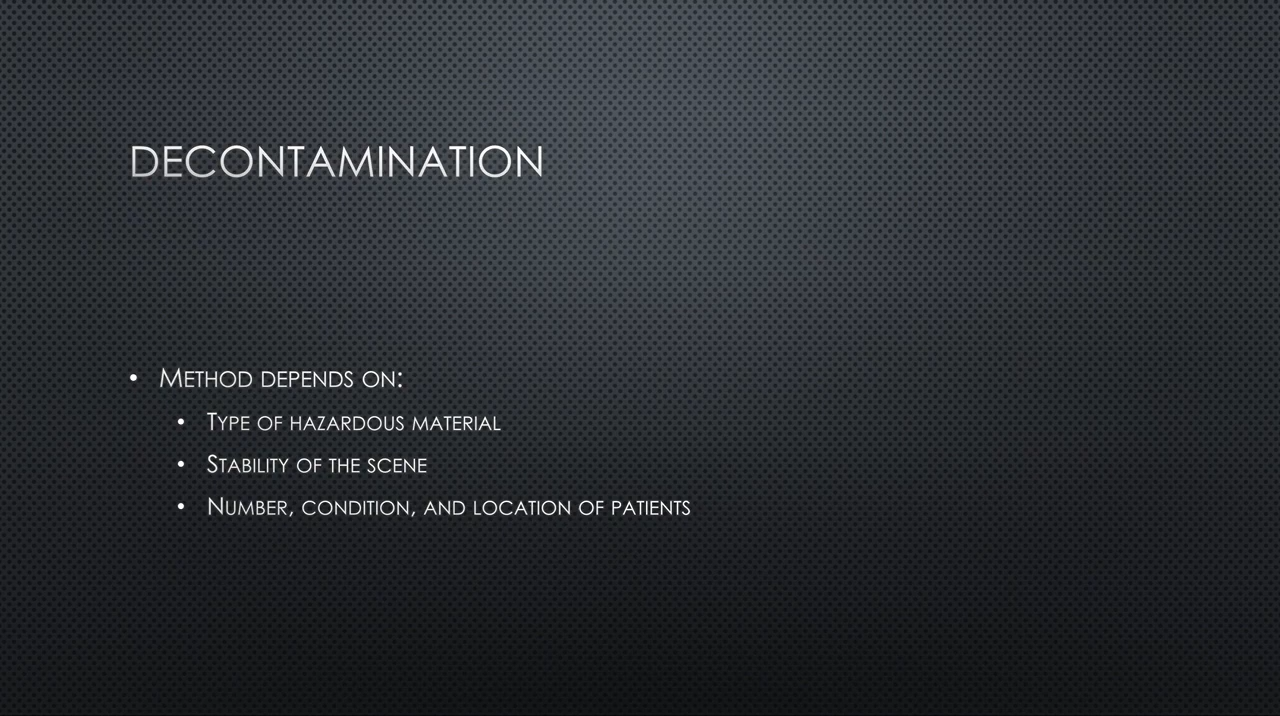 DECONTAMINATION
• METHOD DEPENDS ON:
• TYPE OF HAZARDOUS MATERIAL
• STABILITY OF THE SCENE
• NUMBER, CONDITION, AND LOCATION OF PATIENTS